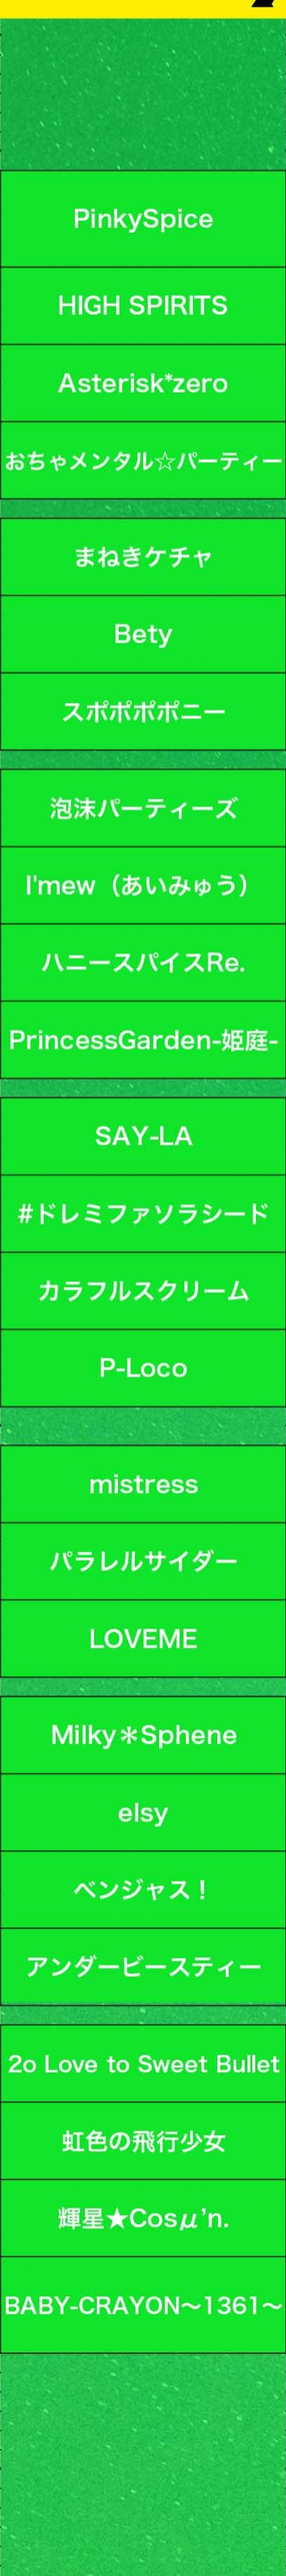 PinkySpice
HIGH SPIRITS
Asterisk*zero
おちゃメンタル☆パーティー
まねきケチャ
Bety
スポポポポニー
泡沫パーティーズ
I'mew（あいみゅう）
ハニースパイスRe.
PrincessGarden-姫庭-
SAY-LA
#ドレミファソラシード
カラフルスクリーム
P-Loco
mistress
パラレルサイダー
LOVEME
Milky＊Sphene
elsy
ベンジャス！
アンダービースティー
2o Love to Sweet Bullet
虹色の飛行少女
輝星★Cosμ’n.
BABY-CRAYON〜1361〜